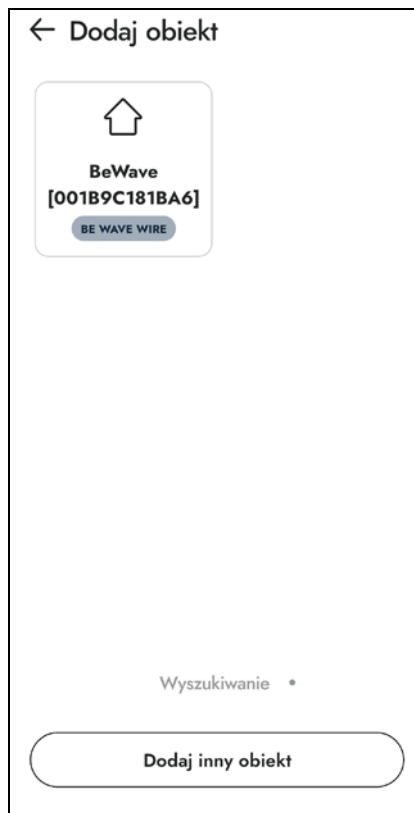 Dodaj obiekt
BeWave
[001B9C181BA6]
BE WAVE WIRE
Wyszukiwanie
Dodaj inny obiekt